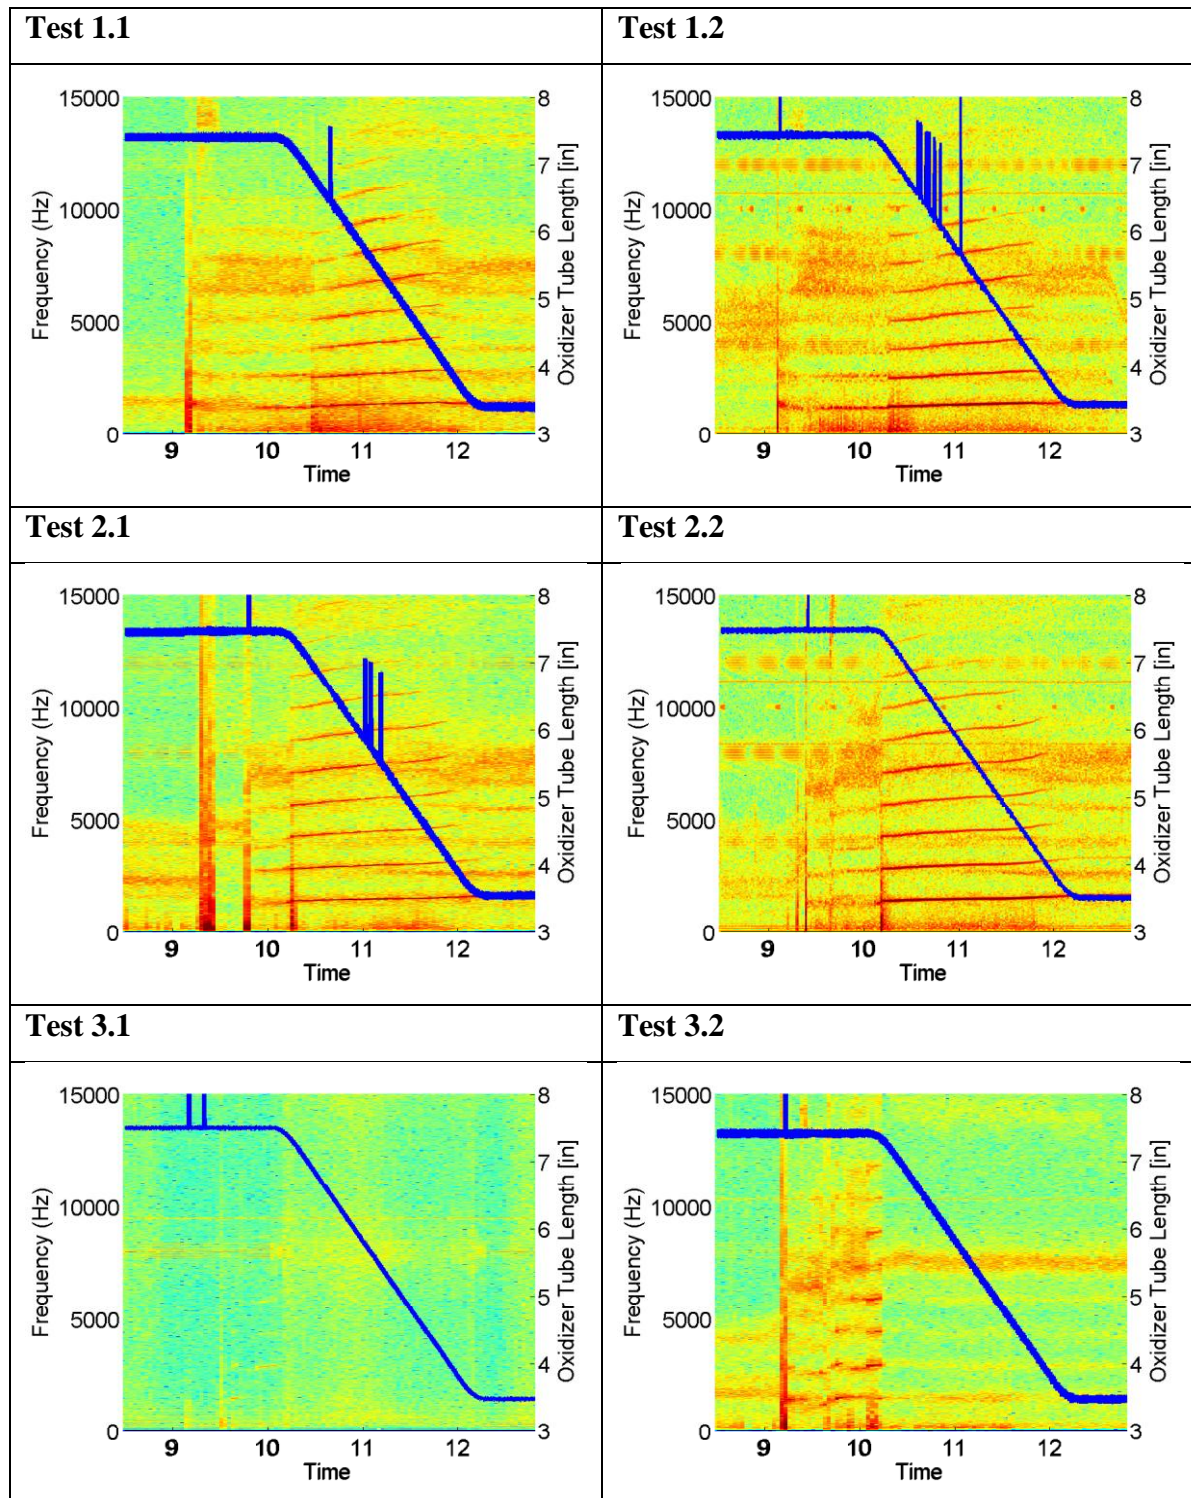 Test 1.1 Test 1.2
15000 8 15000 8
7 7
10000 10000
6 6
Frequency (Hz) Oxidizer Tube Length [in] Frequency (Hz) Oxidizer Tube Length [in]
5 5
5000 5000
4 4
0 3 0 3
9 10 11 12 9 10 11 12
Time Time
Test 2.1 Test 2.2
15000 8 15000 8
7 7
10000 10000
6 6
Frequency (Hz) Oxidizer Tube Length [in] Frequency (Hz) Oxidizer Tube Length [in]
5 5
5000 5000
4 4
0 3 0 3
9 10 11 12 9 10 11 12
Time Time
Test 3.1 Test 3.2
15000 8 15000 8
7 7
10000 10000
6 6
Frequency (Hz) Oxidizer Tube Length [in] Frequency (Hz) Oxidizer Tube Length [in]
5 5
5000 5000
4 4
0 3 0 3
9 10 11 12 9 10 11 12
Time Time